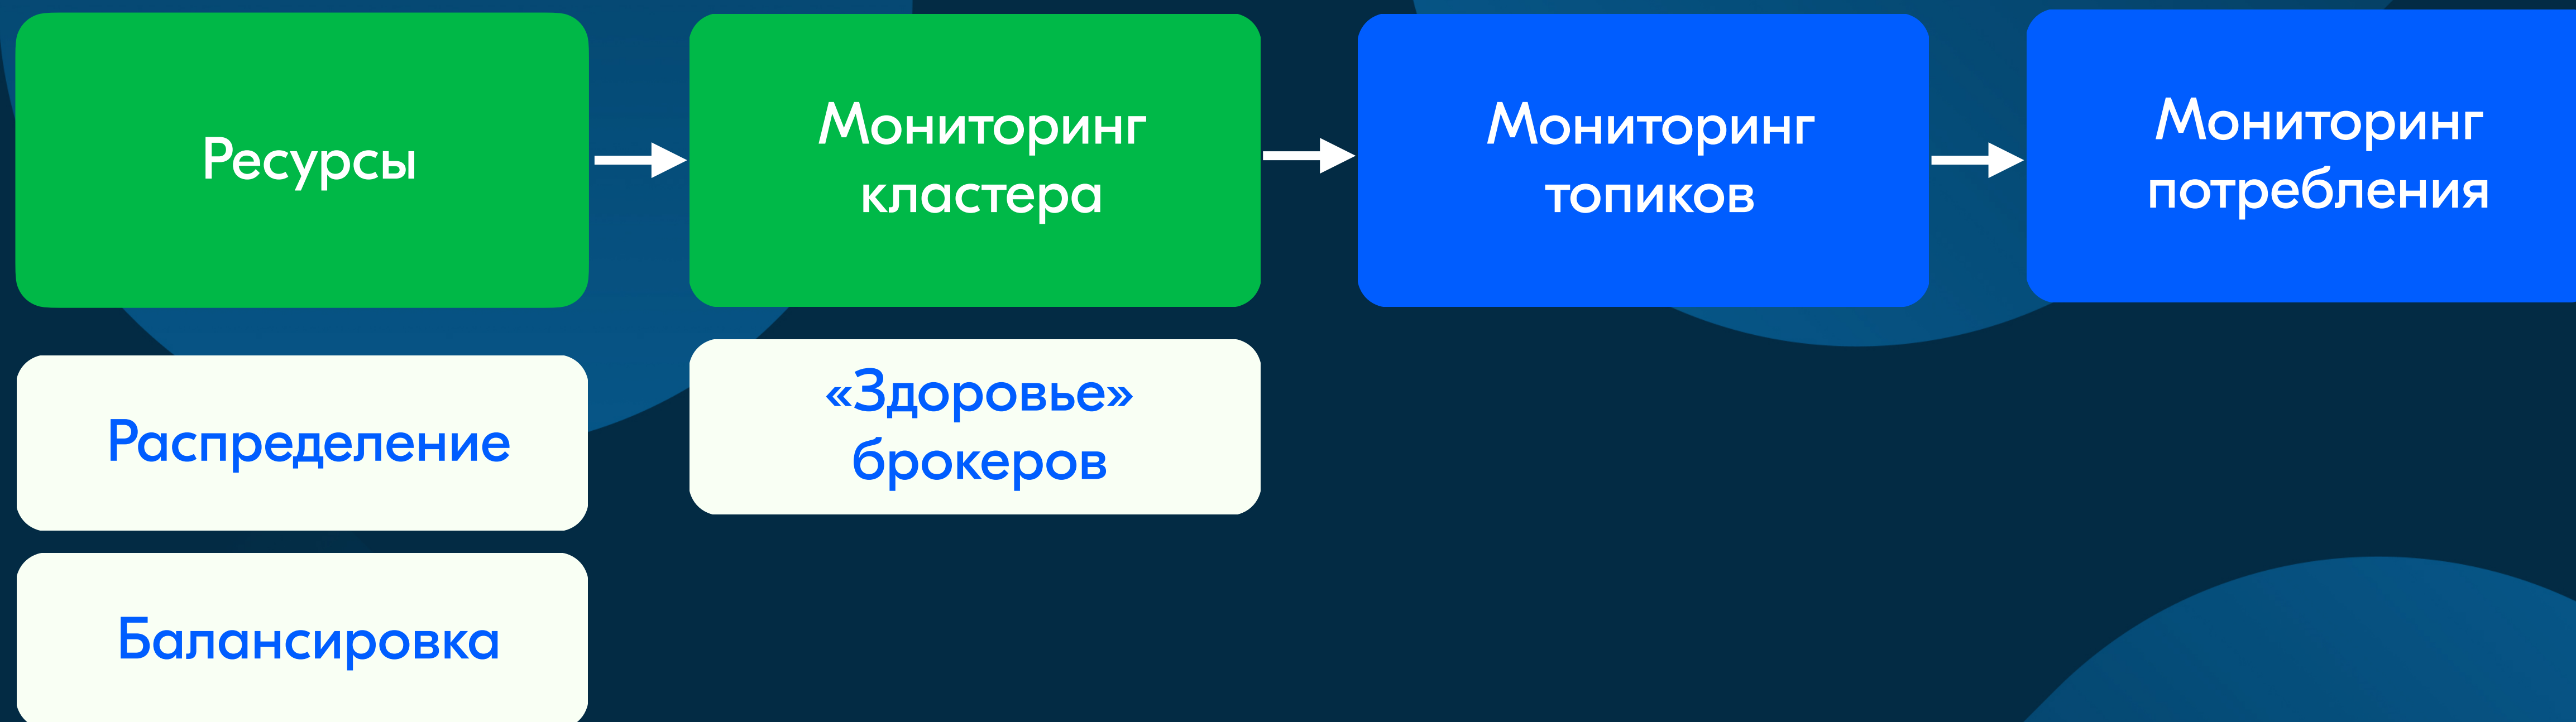 Ресурсы
Мониторинг
кластера
Мониторинг
топиков
Мониторинг
потребления
Распределение
«Здоровье»
брокеров
Балансировка